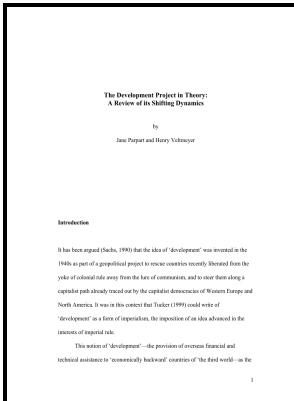 The Development Project in Theory:
A Review of its Shifting Dynamics
by
Jane Parpart and Henry Veltmeyer
Introduction
It has been argued (Sachs, 1990) that the idea of ‘development’ was invented in the
1940s as part of a geopolitical project to rescue countries recently liberated from the
yoke of colonial rule away from the lure of communism, and to steer them along a
capitalist path already traced out by the capitalist democracies of Western Europe and
North America. It was in this context that Tucker (1999) could write of
‘development’ as a form of imperialism, the imposition of an idea advanced in the
interests of imperial rule.
This notion of ‘development’—the provision of overseas financial and
technical assistance to ‘economically backward’ countries of ‘the third world—as the
1